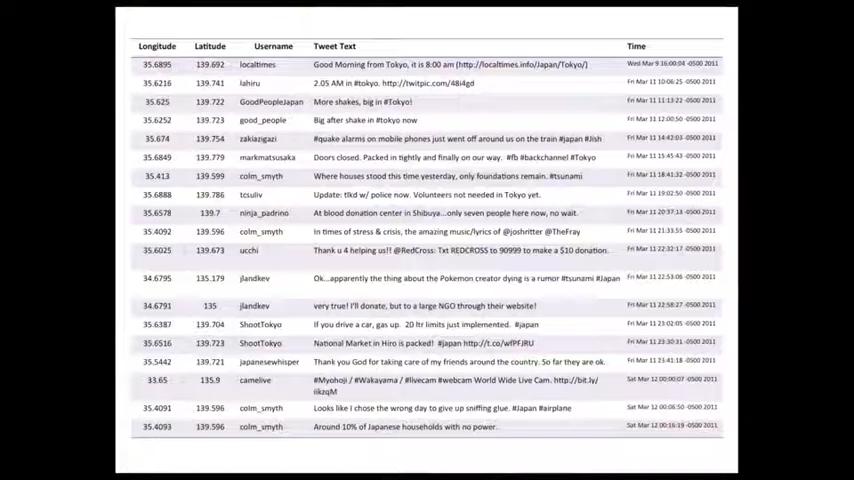 Longitude Latitude Username Tweet Text Time
35.6895 139.692 localtimes Good Morning from Tokyo, it is 8:00 am (http://localtimes.info/Japan/Tokyo/) Wed Mar 9 16:00:04 -0500 2011
35.6216 139.741 lahiru 2.05 AM in #tokyo. http://twitpic.com/48i4gd Fri Mar 11 10:06:25 -0500 2011
35.625 139.722 GoodPeopleJapan More shakes, big in #Tokyo! Fri Mar 11 11:13:22 -0500 2011
35.6252 139.723 good_people Big after shake in #tokyo now Fri Mar 11 12:00:50 -0500 2011
35.674 139.754 zakiazigazi #quake alarms on mobile phones just went off around us on the train #japan #Jish Fri Mar 11 14:42:03 -0500 2011
35.6849 139.779 markmatsusaka Doors closed. Packed in tightly and finally on our way. #fb #backchannel #Tokyo Fri Mar 11 15:45:43 -0500 2011
35.413 139.599 colm_smyth Where houses stood this time yesterday, only foundations remain. #tsunami Fri Mar 11 18:41:32 -0500 2011
35.6888 139.786 tcsuliv Update: tlkd w/ police now. Volunteers not needed in Tokyo yet. Fri Mar 11 19:02:50 -0500 2011
35.6578 139.7 ninja_padrino At blood donation center in Shibuya...only seven people here now, no wait. Fri Mar 11 20:37:13 -0500 2011
35.4092 139.596 colm_smyth In times of stress & crisis, the amazing music/lyrics of @joshritter @TheFray Fri Mar 11 21:33:55 -0500 2011
35.6025 139.673 ucchi Thank u 4 helping us!! @RedCross: Txt REDCROSS to 90999 to make a $10 donation. Fri Mar 11 22:32:17 -0500 2011
34.6795 135.179 jlandkev Ok...apparently the thing about the Pokemon creator dying is a rumor #tsunami #Japan Fri Mar 11 22:53:06 -0500 2011
34.6791 135 jlandkev very true! I'll donate, but to a large NGO through their website! Fri Mar 11 22:58:27 -0500 2011
35.6387 139.704 ShootTokyo If you drive a car, gas up. 20 ltr limits just implemented. #japan Fri Mar 11 23:02:05 -0500 2011
35.6516 139.723 ShootTokyo National Market in Hiro is packed! #japan http://t.co/wfPFJRU Fri Mar 11 23:30:31 -0500 2011
35.5442 139.721 japanesewhisper Thank you God for taking care of my friends around the country. So far they are ok. Fri Mar 11 23:41:18 -0500 2011
33.65 135.9 camelive #Myohoji / #Wakayama / #livecam #webcam World Wide Live Cam. http://bit.ly/ Sat Mar 12 00:00:07 -0500 2011
iikzqM
35.4091 139.596 colm_smyth Looks like I chose the wrong day to give up sniffing glue. #Japan #airplane Sat Mar 12 00:06:50 -0500 2011
35.4093 139.596 colm_smyth Around 10% of Japanese households with no power. Sat Mar 12 00:16:19 -0500 2011